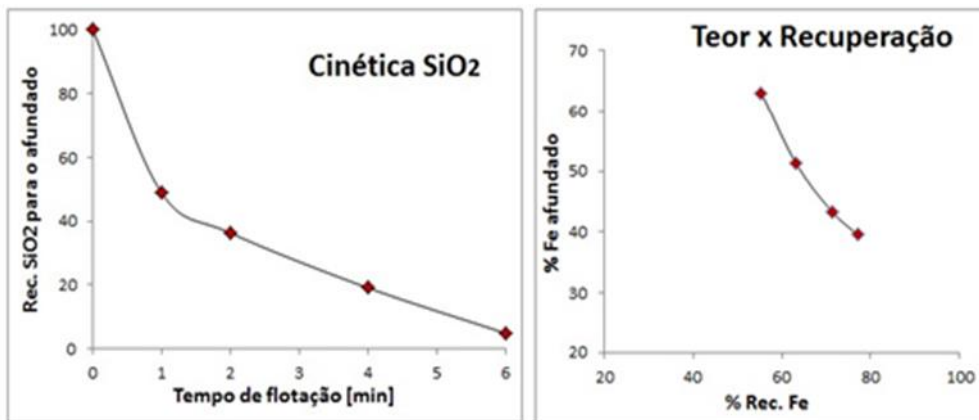 Cinética SiO2
Rec. SiO2 para o afundado
100
80
60
40
20
0
0 1 2 3 4 5 6
Tempo de flotação [min]
Teor x Recuperação
% Fe afundado
70
60
50
40
30
20
20 40 60 80 100
% Rec. Fe